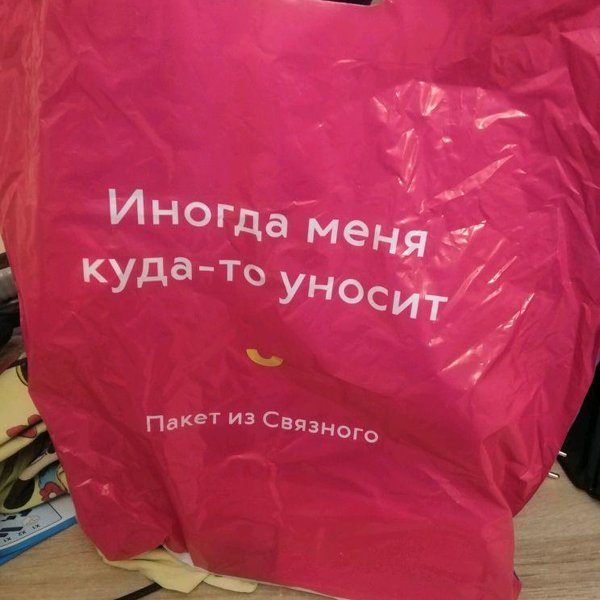 Иногда меня
куда-то уносит
Пакет из Связного